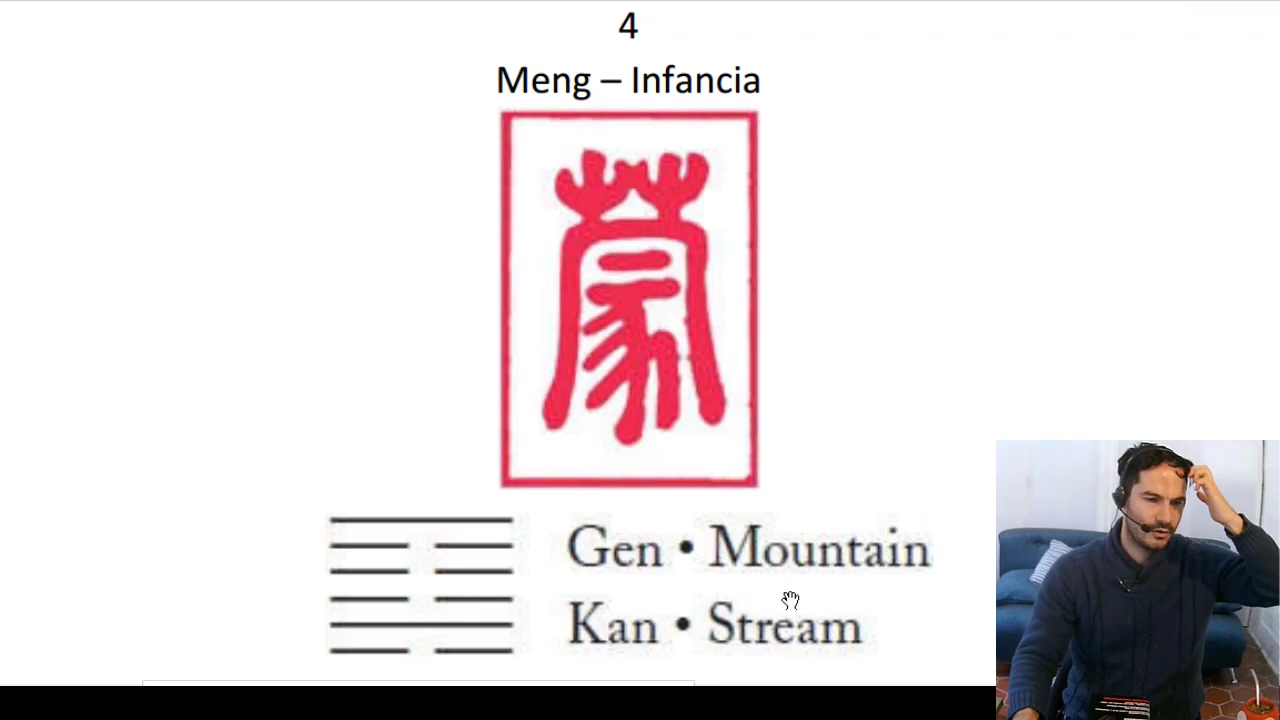 4
Meng – Infancia
蒙
Gen • Mountain
Kan • Stream